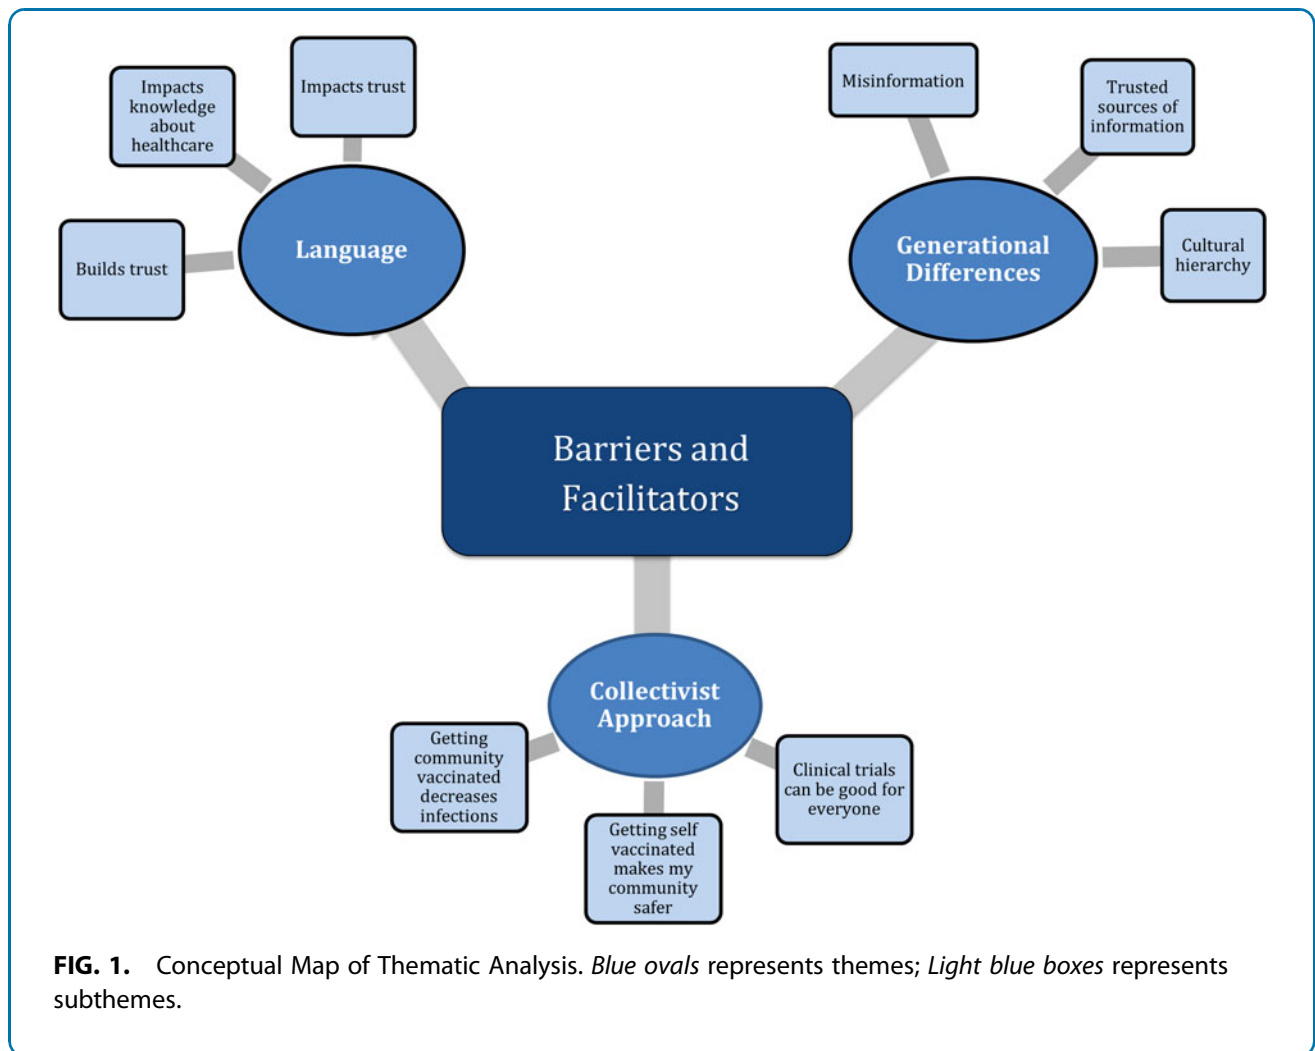 Impacts
knowledge
about
healthcare
Impacts trust
Builds trust
Language
Misinformation
Trusted
sources of
information
Cultural
hierarchy
Generational
Differences
Barriers and
Facilitators
Collectivist
Approach
Getting
community
vaccinated
decreases
infections
Getting self
vaccinated
makes my
community
safer
Clinical trials
can be good for
everyone
FIG. 1. Conceptual Map of Thematic Analysis. Blue ovals represents themes; Light blue boxes represents
subthemes.